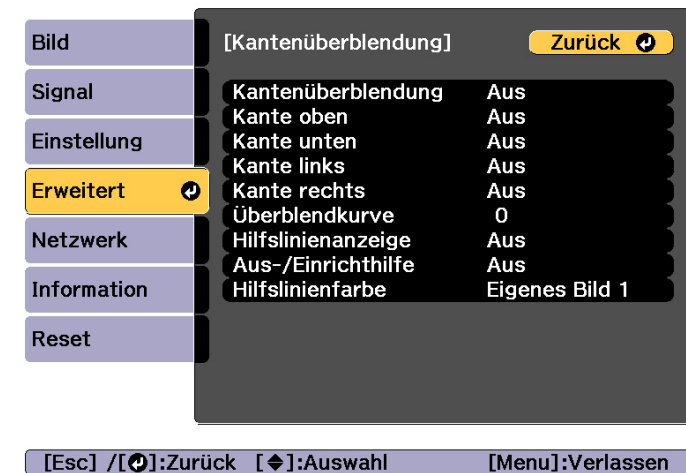 Bild
Signal
Einstellung
Erweitert
Netzwerk
Information
Reset
[Kantenüberblendung] Zurück
Kantenüberblendung Aus
Kante oben Aus
Kante unten Aus
Kante links Aus
Kante rechts Aus
Überblendkurve 0
Hilfslinienanzeige Aus
Aus-/Einrichthilfe Aus
Hilfslinienfarbe Eigenes Bild 1
[Esc] /[⏎]:Zurück [◆]:Auswahl [Menu]:Verlassen